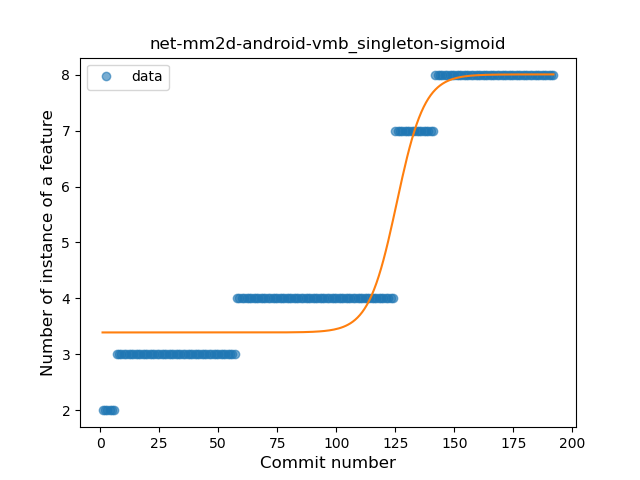 net-mm2d-android-vmb_singleton-sigmoid
data
Number of instance of a feature
8
7
6
5
4
3
2
0 25 50 75 100 125 150 175 200
Commit number